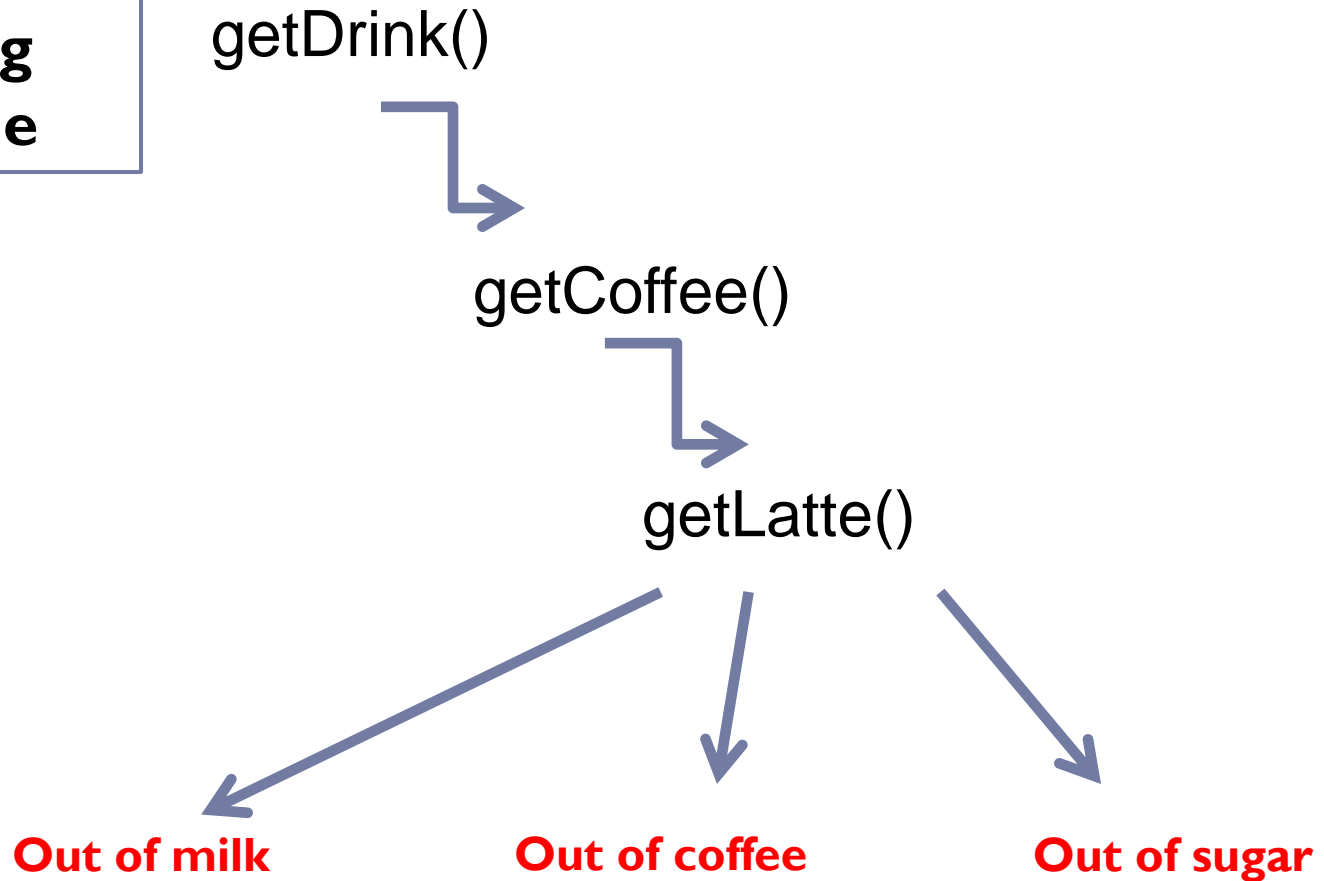 getDrink()
getCoffee()
getLatte()
Out of milk
Out of coffee
Out of sugar